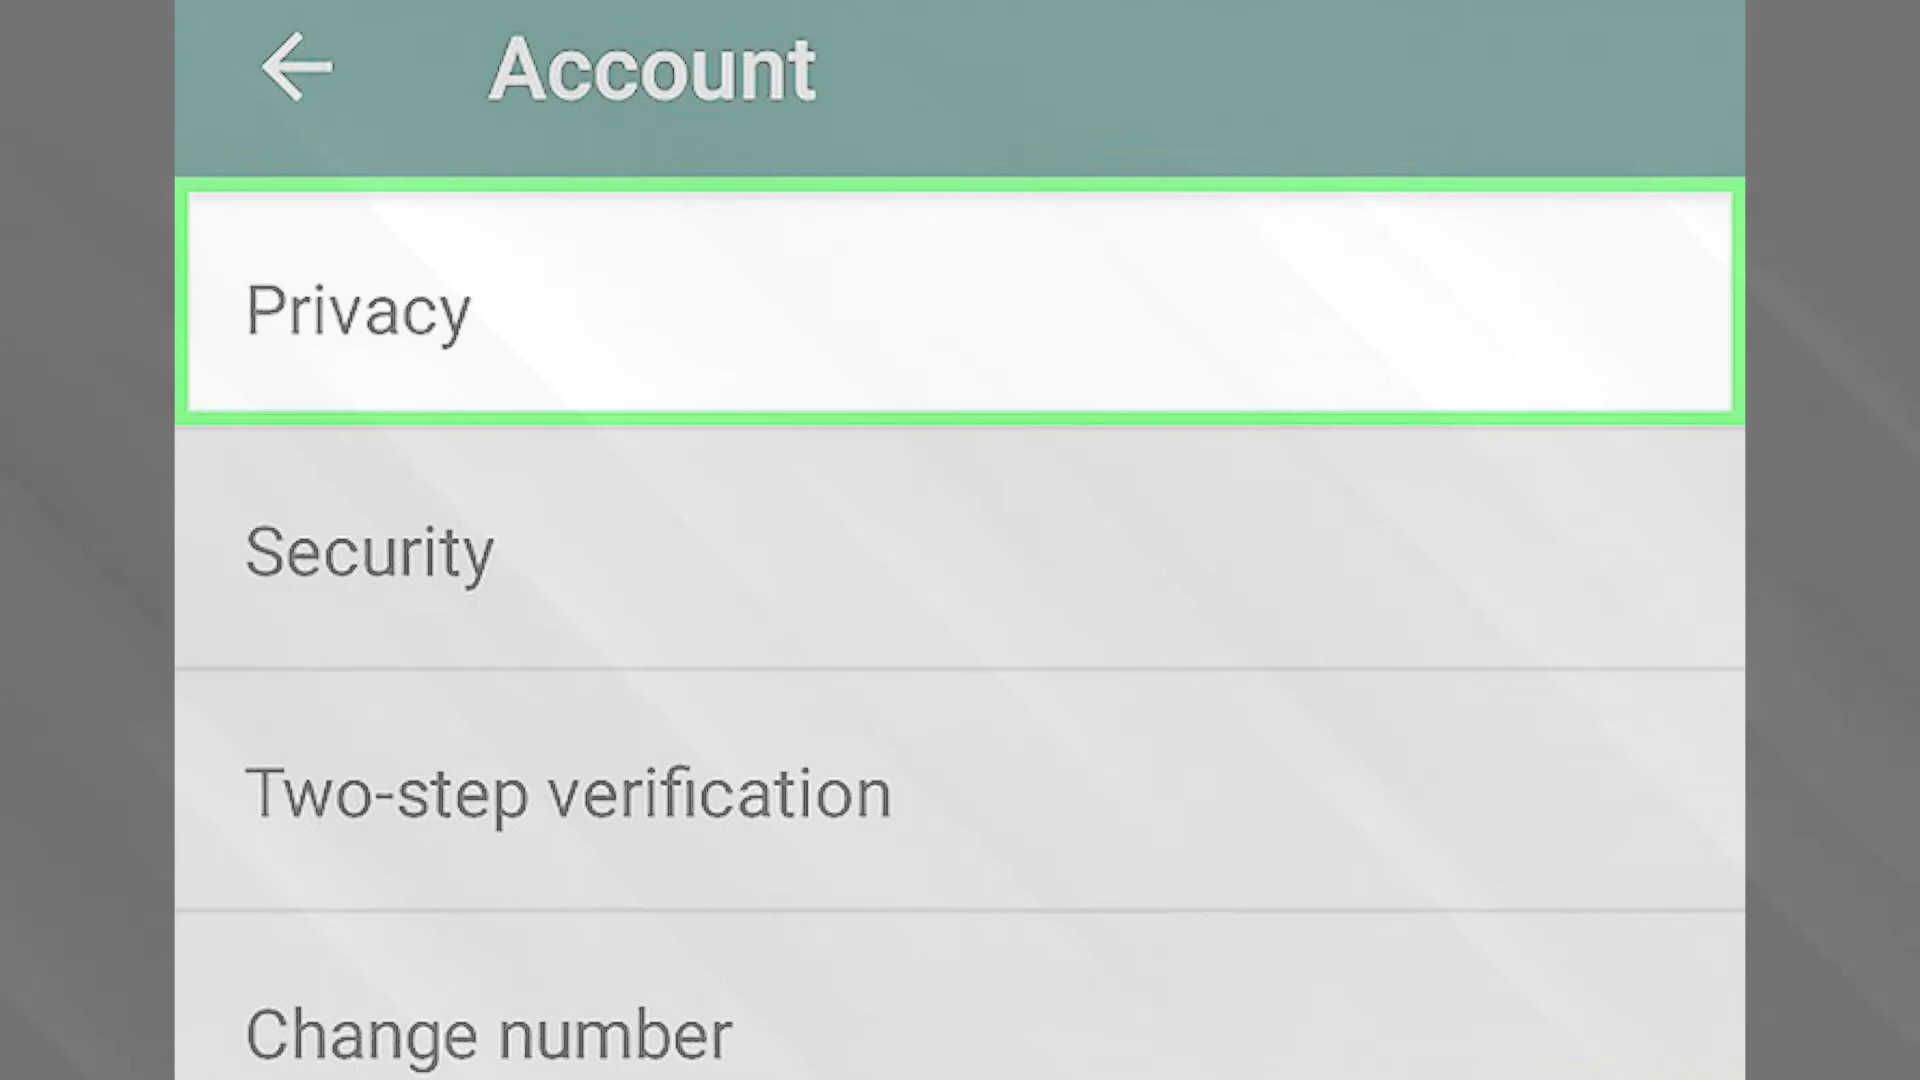 Account
Privacy
Security
Two-step verification
Change number